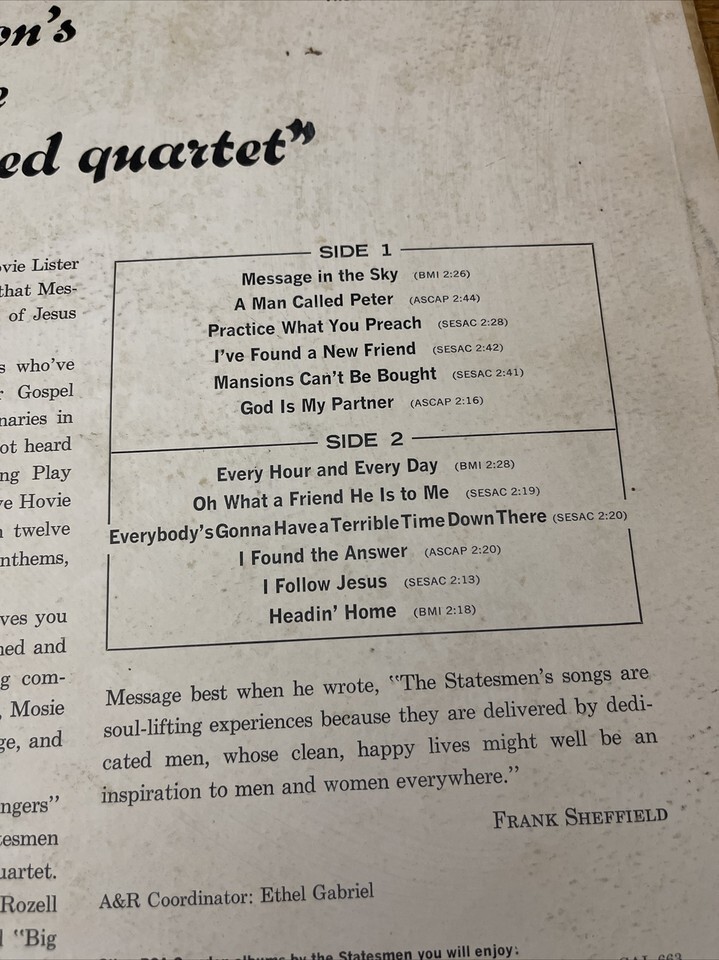 on's
e
ed quartet”
SIDE 1
Message in the Sky (BMI 2:26)
A Man Called Peter (ASCAP 2:44)
Practice What You Preach (SESAC 2:28)
I've Found a New Friend (SESAC 2:42)
Mansions Can't Be Bought (SESAC 2:41)
God Is My Partner (ASCAP 2:16)
SIDE 2
Every Hour and Every Day (BMI 2:28)
Oh What a Friend He Is to Me (SESAC 2:19)
Everybody's Gonna Have a Terrible Time Down There (SESAC 2:20)
I Found the Answer (ASCAP 2:20)
I Follow Jesus (SESAC 2:13)
Headin' Home (BMI 2:18)
vie Lister
that Mes-
of Jesus
s who've
r Gospel
naries in
ot heard
ng Play
ve Hovie
n twelve
nthems,
ves you
ned and
g com-
, Mosie
ge, and
ngers”
tesmen
uartet.
Rozell
l “Big
Message best when he wrote, “The Statesmen's songs are
soul-lifting experiences because they are delivered by dedi-
cated men, whose clean, happy lives might well be an
inspiration to men and women everywhere.”
FRANK SHEFFIELD
A&R Coordinator: Ethel Gabriel
albums by the Statesmen you will enjoy: